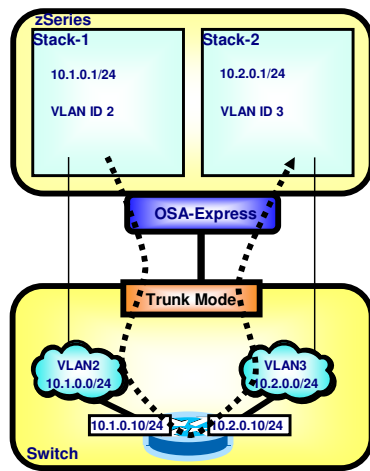 zSeries
Stack-1
10.1.0.1/24
VLAN ID 2
Stack-2
10.2.0.1/24
VLAN ID 3
OSA-Express
Trunk Mode
VLAN2
10.1.0.0/24
VLAN3
10.2.0.0/24
10.1.0.10/24
10.2.0.10/24
Switch